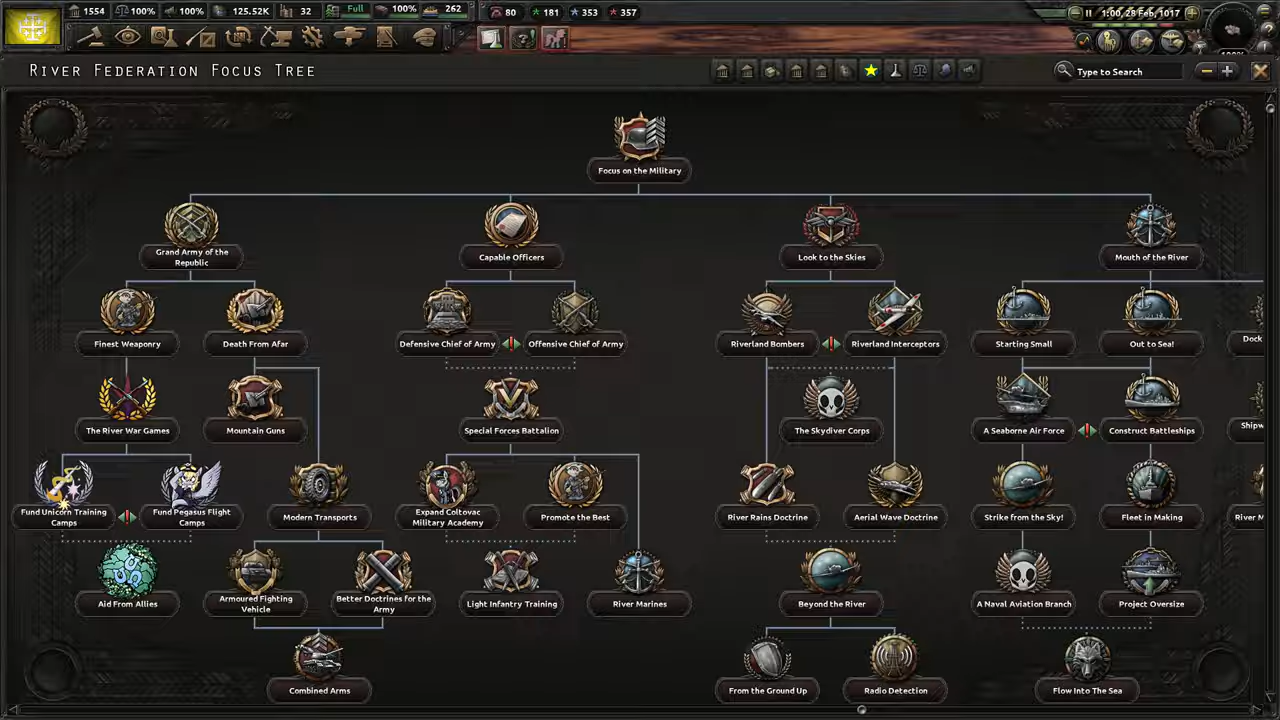 1554
100%
100%
125.52K
32
Full
100%
262
80
181
353
357
1:00, 28 Feb, 1017
RIVER FEDERATION FOCUS TREE
Type to Search
Focus on the Military
Grand Army of the
Republic
Capable Officers
Look to the Skies
Mouth of the River
Finest Weaponry
Death From Afar
Defensive Chief of Army
Offensive Chief of Army
Riverland Bombers
Riverland Interceptors
Starting Small
Out to Sea!
Dock
The River War Games
Mountain Guns
Special Forces Battalion
The Skydiver Corps
A Seaborne Air Force
Construct Battleships
Shipw
Fund Unicorn Training
Camps
Fund Pegasus Flight
Camps
Modern Transports
Expand Coltovac
Military Academy
Promote the Best
River Rains Doctrine
Aerial Wave Doctrine
Strike from the Sky!
Fleet in Making
River M
Aid From Allies
Armoured Fighting
Vehicle
Better Doctrines for the
Army
Light Infantry Training
River Marines
Beyond the River
A Naval Aviation Branch
Project Oversize
Combined Arms
From the Ground Up
Radio Detection
Flow Into The Sea